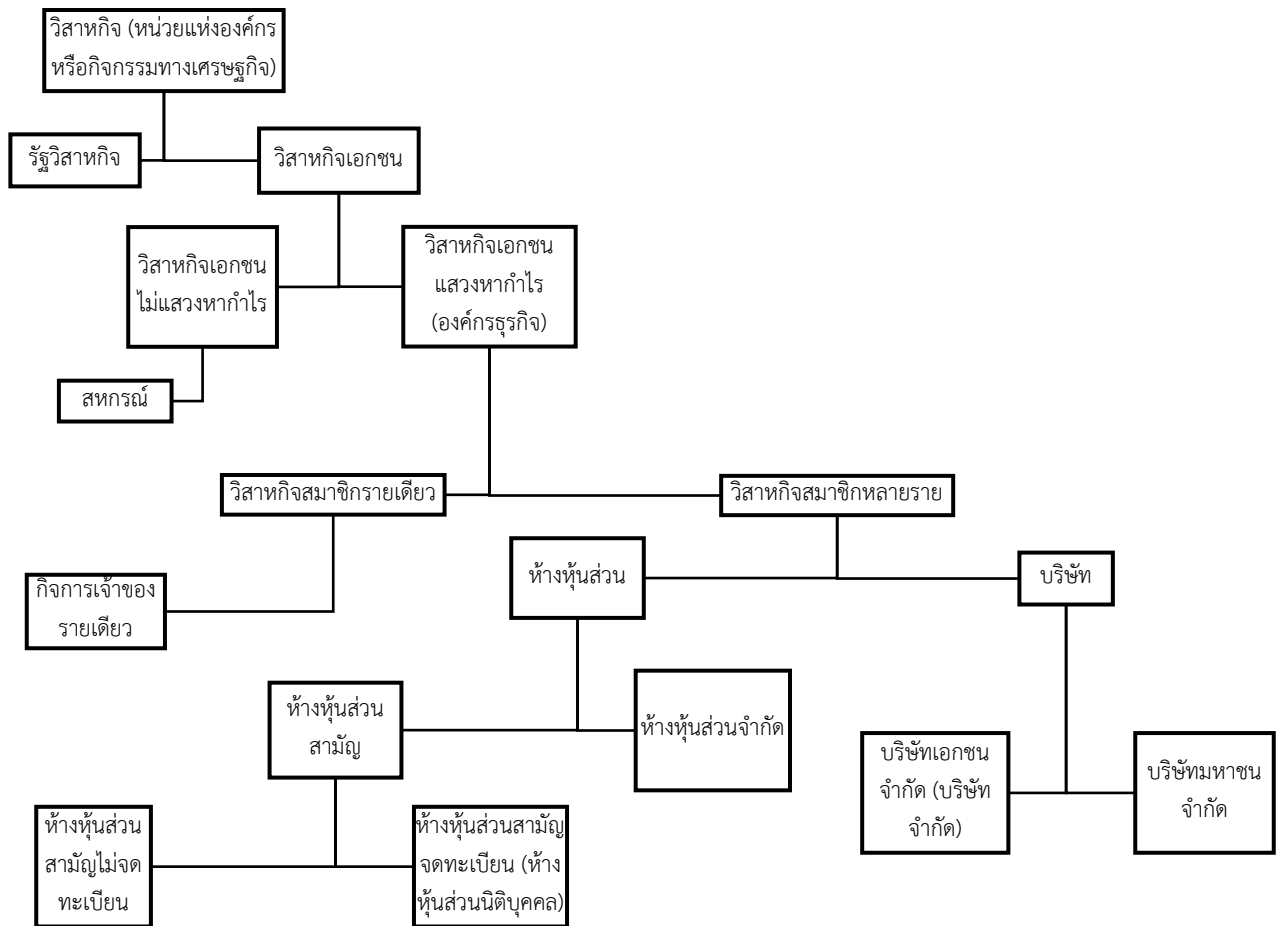 วิสาหกิจ (หน่วยแห่งองค์กร
หรือกิจกรรมทางเศรษฐกิจ)
รัฐวิสาหกิจ
วิสาหกิจเอกชน
วิสาหกิจเอกชน
ไม่แสวงหากำไร
วิสาหกิจเอกชน
แสวงหากำไร
(องค์กรธุรกิจ)
สหกรณ์
วิสาหกิจสมาชิกรายเดียว
วิสาหกิจสมาชิกหลายราย
กิจการเจ้าของ
รายเดียว
ห้างหุ้นส่วน
บริษัท
ห้างหุ้นส่วน
สามัญ
ห้างหุ้นส่วนจำกัด
บริษัทเอกชน
จำกัด (บริษัท
จำกัด)
บริษัทมหาชน
จำกัด
ห้างหุ้นส่วน
สามัญไม่จด
ทะเบียน
ห้างหุ้นส่วนสามัญ
จดทะเบียน (ห้าง
หุ้นส่วนนิติบุคคล)